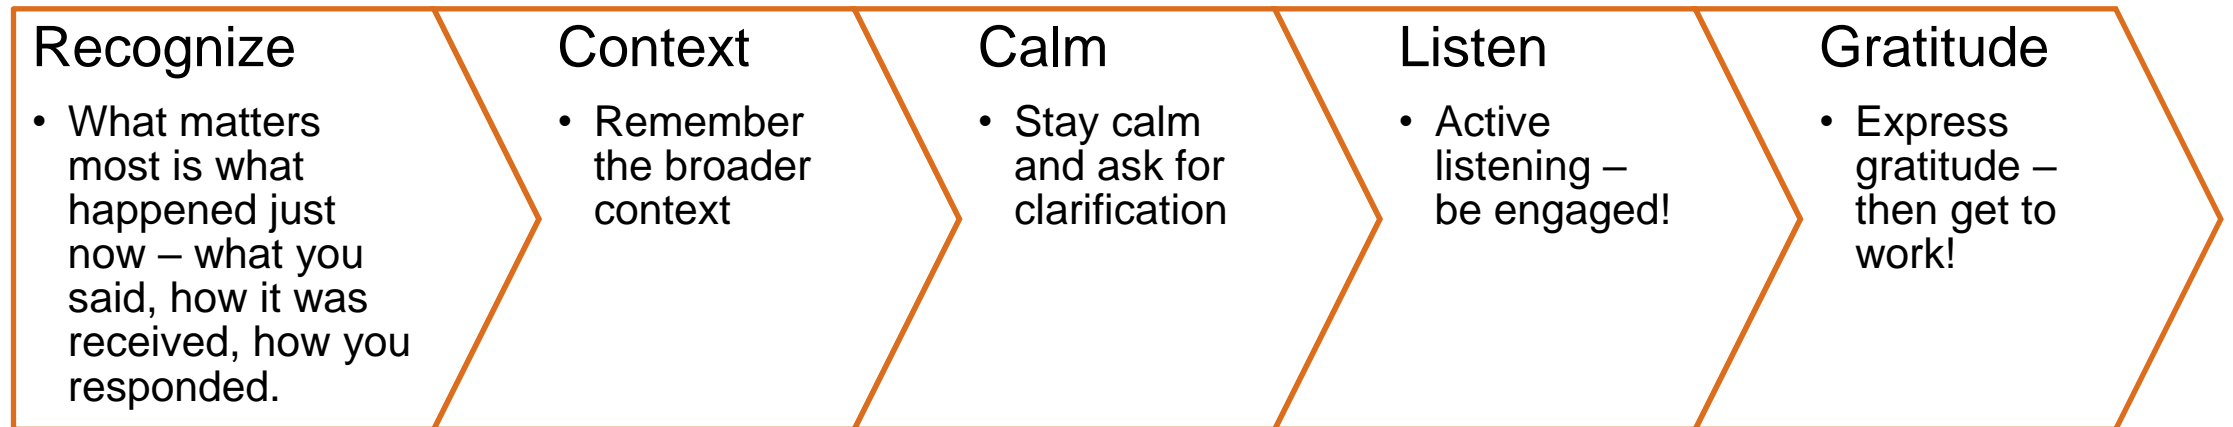 Recognize
• What matters
most is what
happened just
now – what you
said, how it was
received, how you
responded.
Context
• Remember
the broader
context
Calm
• Stay calm
and ask for
clarification
Listen
• Active
listening –
be engaged!
Gratitude
• Express
gratitude –
then get to
work!